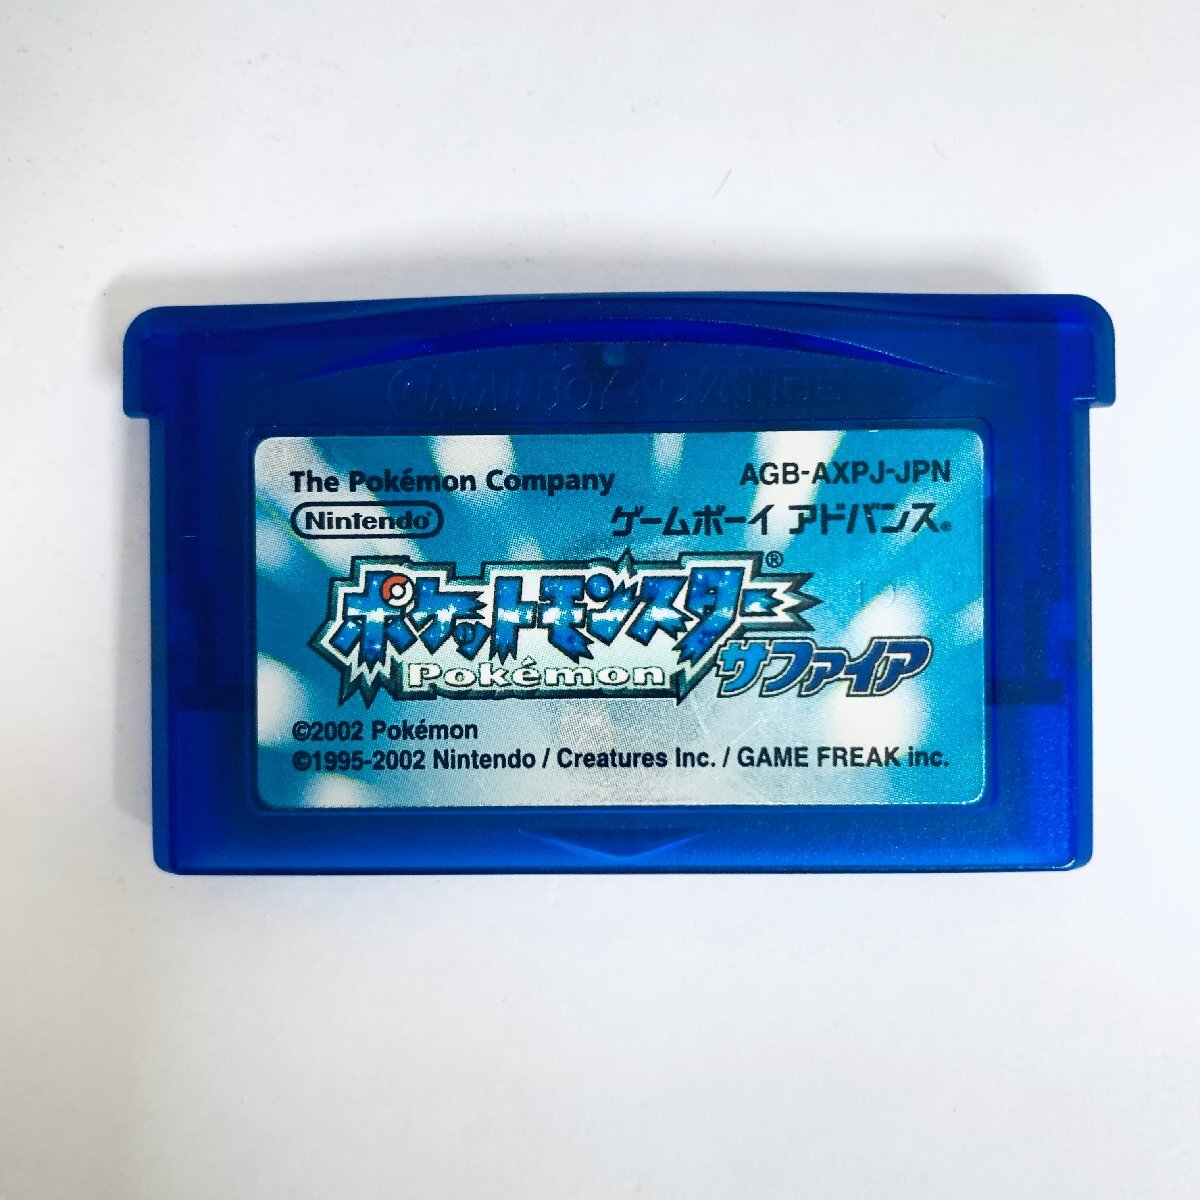 GAME BOY ADVANCE
The Pokémon Company
AGB-AXPJ-JPN
Nintendo
ゲームボーイ アドバンス®
ポケットモンスター®
Pokémon
サファイア
©2002 Pokémon
©1995-2002 Nintendo / Creatures Inc. / GAME FREAK inc.